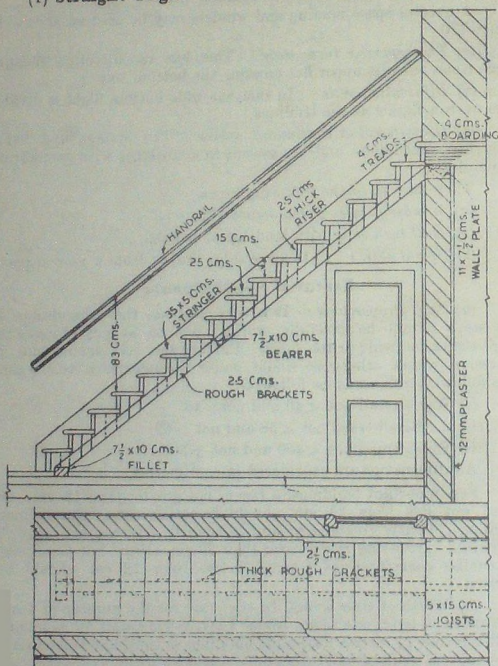 (1) Straight
4 Cms.
BOARDING
4 Cms.
TREADS
2·5 Cms
THICK
RISER
HANDRAIL
15 Cms.
25 Cms.
35 x 5 Cms.
STRINGER
11 x 7½ Cms.
WALL PLATE
83 Cms.
7½ x 10 Cms.
BEARER
2·5 Cms.
ROUGH BRACKETS
7½ x 10 Cms.
FILLET
12 mm PLASTER
2½ Cms.
THICK ROUGH BRACKETS
5 x 15 Cms.
JOISTS